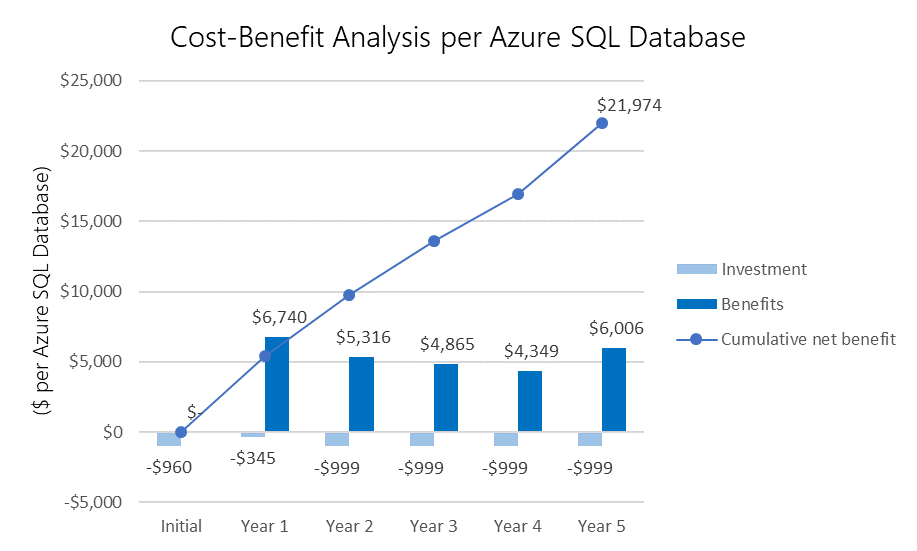 Cost-Benefit Analysis per Azure SQL Database
($ per Azure SQL Database)
$25,000
$20,000
$15,000
$10,000
$5,000
$0
-$5,000
$21,974
$6,740
$5,316
$4,865
$4,349
$6,006
$-
-$960
-$345
-$999
-$999
-$999
-$999
Initial
Year 1
Year 2
Year 3
Year 4
Year 5
Investment
Benefits
Cumulative net benefit